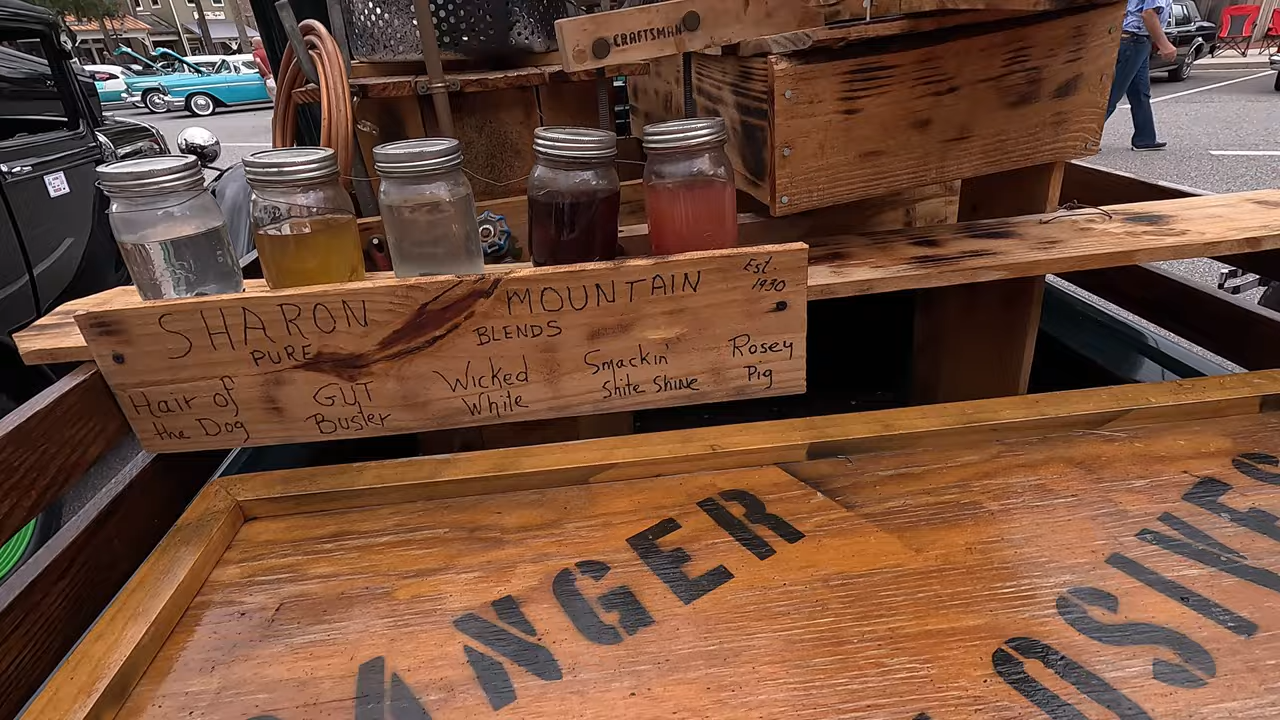 CRAFTSMAN
SHARON MOUNTAIN
Est. 1930
PURE BLENDS
Hair of the Dog
GUT Buster
Wicked White
Smackin' Shite Shine
Rosey Pig
ANGER
OSIVES